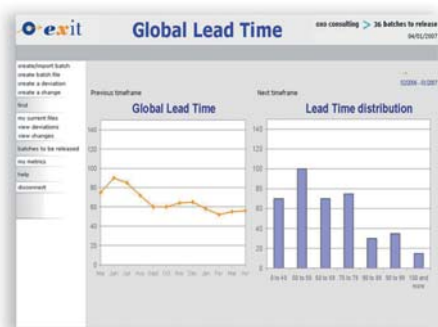 exit
Global Lead Time
oxo consulting > 36 batches to release
04/01/2007
create/import batch
create batch file
create a deviation
create a change
find
my current files
view deviations
view changes
batches to be released
my metrics
help
disconnect
Previous timeframe
Next timeframe
Global Lead Time
140
120
100
80
60
40
20
0
Lead Time distribution
140
120
100
80
60
40
20
0